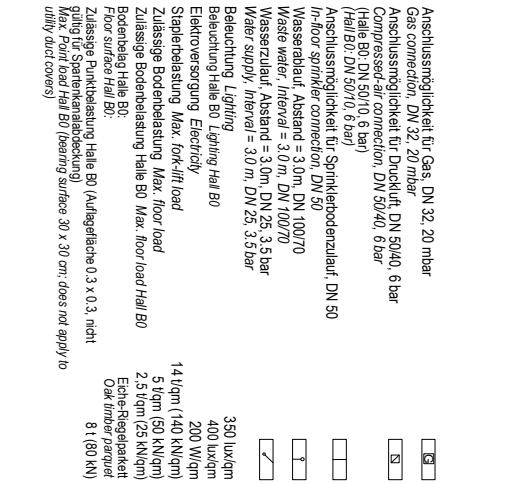 Anschlussmöglichkeit für Gas, DN 32, 20 mbar
Gas connection, DN 32, 20 mbar
G
Anschlussmöglichkeit für Druckluft, DN 50/40, 6 bar
Compressed-air connection, DN 50/40, 6 bar
(Halle B0: DN 50/10, 6 bar)
(Hall B0: DN 50/10, 6 bar)
Anschlussmöglichkeit für Sprinklerbodenzulauf, DN 50
In-floor sprinkler connection, DN 50
Wasserablauf, Abstand = 3.0m, DN 100/70
Waste water, Interval = 3.0 m, DN 100/70
Wasserzulauf, Abstand = 3.0m, DN 25, 3.5 bar
Water supply, Interval = 3.0 m, DN 25, 3.5 bar
Beleuchtung Lighting 350 lux/qm
Beleuchtung Halle B0 Lighting Hall B0 400 lux/qm
Elektroversorgung Electricity 200 W/qm
Staplerbelastung Max. fork-lift load 14 t/qm (140 kN/qm)
Zulässige Bodenbelastung Max. floor load 5 t/qm (50 kN/qm)
Zulässige Bodenbelastung Halle B0 Max. floor load Hall B0 2,5 t/qm (25 kN/qm)
Bodenbelag Halle B0: Eiche-Riegelparkett
Floor surface Hall B0: Oak timber parquet
Zulässige Punktbelastung Halle B0 (Auflagefläche 0.3 x 0.3, nicht 8 t (80 kN)
gültig für Spartenkanalabdeckung)
Max. Point load Hall B0 (bearing surface 30 x 30 cm; does not apply to
utility duct covers)